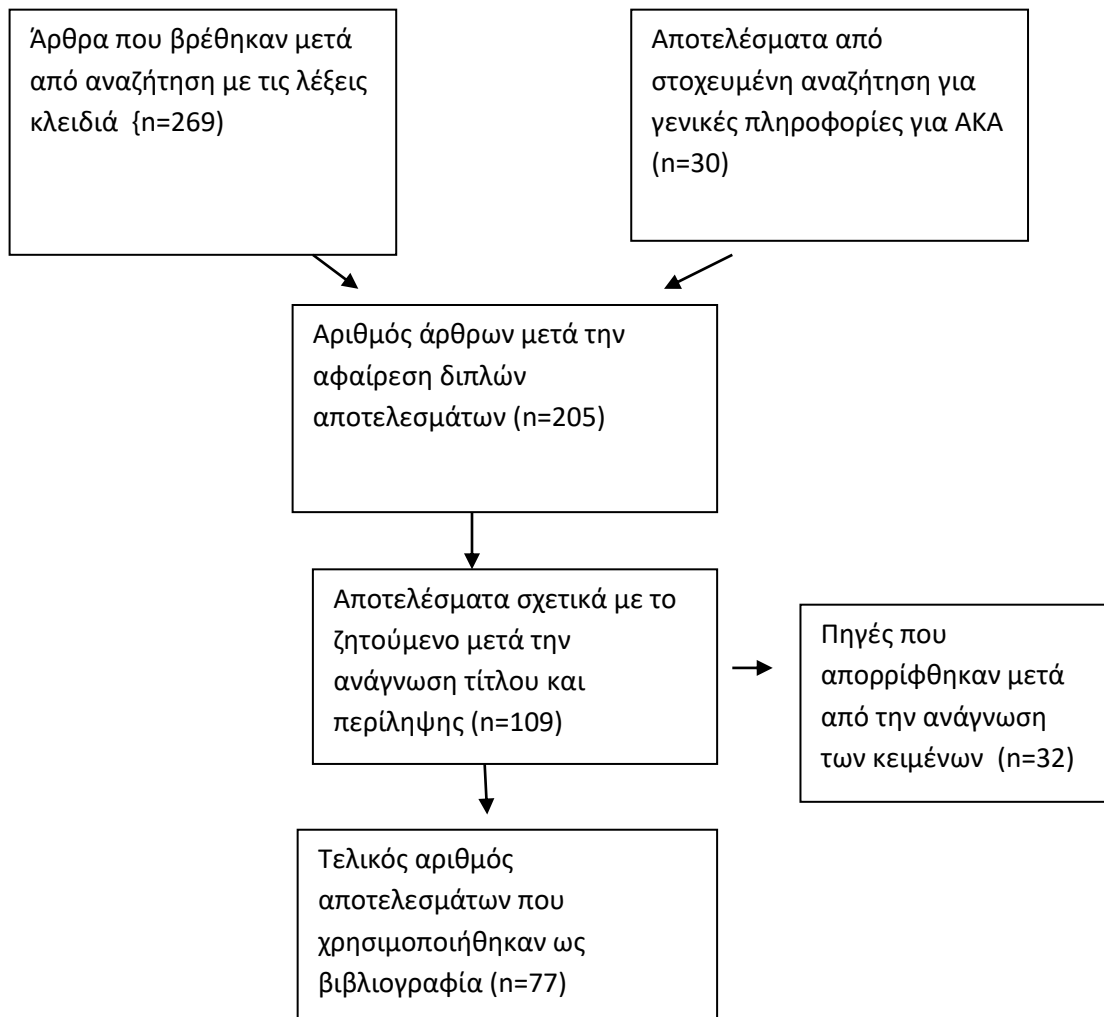 Άρθρα που βρέθηκαν μετά
από αναζήτηση με τις λέξεις
κλειδιά  {n=269)
Αποτελέσματα από
στοχευμένη αναζήτηση για
γενικές πληροφορίες για ΑΚΑ
(n=30)
Αριθμός άρθρων μετά την
αφαίρεση διπλών
αποτελεσμάτων (n=205)
Αποτελέσματα σχετικά με το
ζητούμενο μετά την
ανάγνωση τίτλου και
περίληψης (n=109)
Πηγές που
απορρίφθηκαν μετά
από την ανάγνωση
των κειμένων  (n=32)
Τελικός αριθμός
αποτελεσμάτων που
χρησιμοποιήθηκαν ως
βιβλιογραφία (n=77)